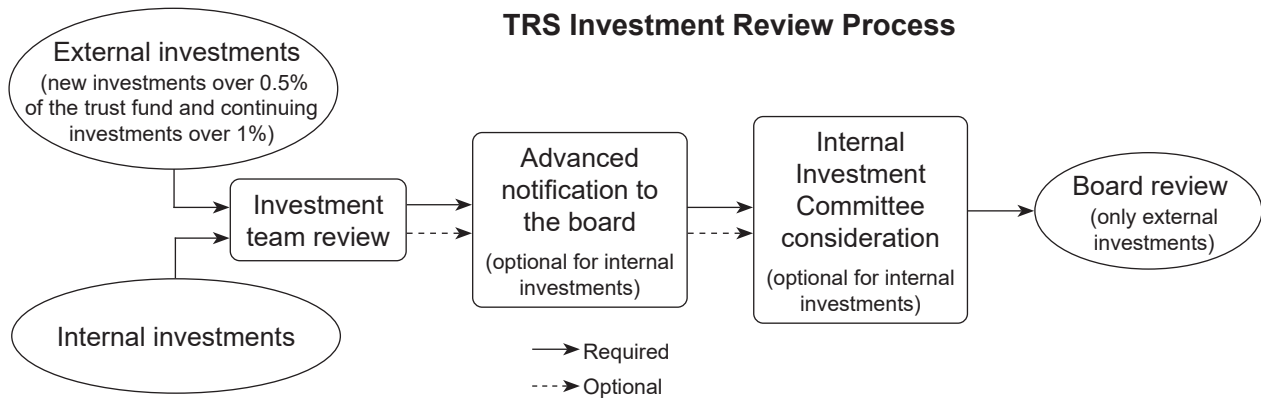 TRS Investment Review Process
External investments
(new investments over 0.5%
of the trust fund and continuing
investments over 1%)
Investment
team review
Internal investments
Advanced
notification to
the board
(optional for internal
investments)
Internal
Investment
Committee
consideration
(optional for internal
investments)
Board review
(only external
investments)
Required
Optional